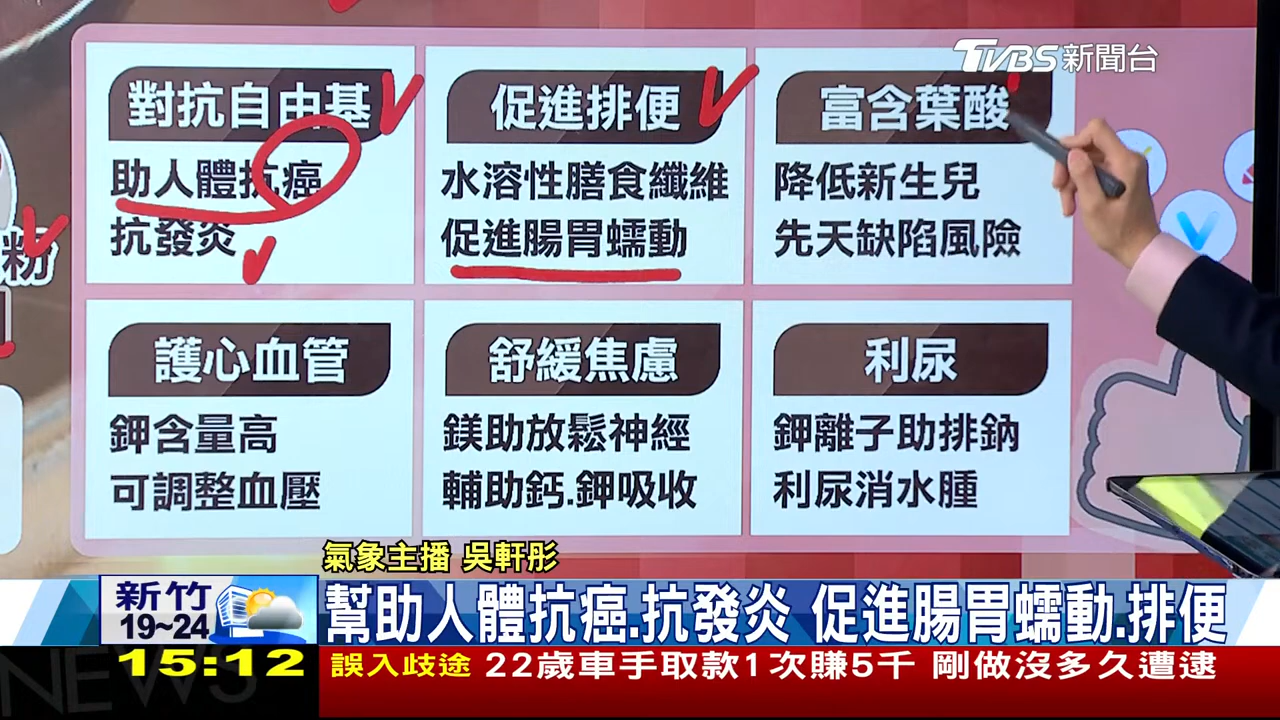 TVBS新聞台
對抗自由基
助人體抗癌
抗發炎
促進排便
水溶性膳食纖維
促進腸胃蠕動
富含葉酸
降低新生兒
先天缺陷風險
粉
護心血管
鉀含量高
可調整血壓
舒緩焦慮
鎂助放鬆神經
輔助鈣.鉀吸收
利尿
鉀離子助排鈉
利尿消水腫
氣象主播 吳軒彤
新竹
19~24
幫助人體抗癌.抗發炎 促進腸胃蠕動.排便
NEWS
15:12
誤入歧途 22歲車手取款1次賺5千 剛做沒多久遭逮